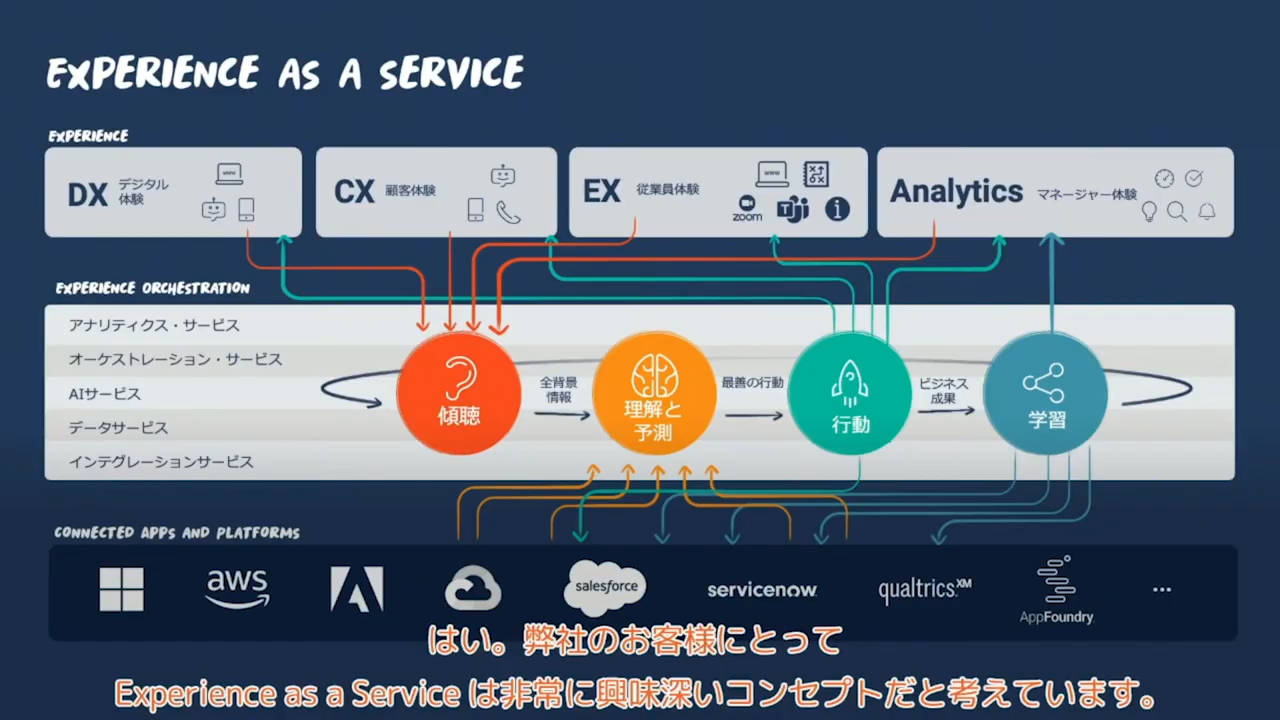 EXPERIENCE AS A SERVICE
EXPERIENCE
DX デジタル
体験
www
CX 顧客体験
EX 従業員体験
www
zoom
Analytics マネージャー体験
EXPERIENCE ORCHESTRATION
アナリティクス・サービス
オーケストレーション・サービス
AIサービス
データサービス
インテグレーションサービス
傾聴
全背景
情報
理解と
予測
最善の行動
行動
ビジネス
成果
学習
CONNECTED APPS AND PLATFORMS
aws
salesforce
servicenow
qualtrics.XM
AppFoundry
...
はい。弊社のお客様にとって
Experience as a Service は非常に興味深いコンセプトだと考えています。